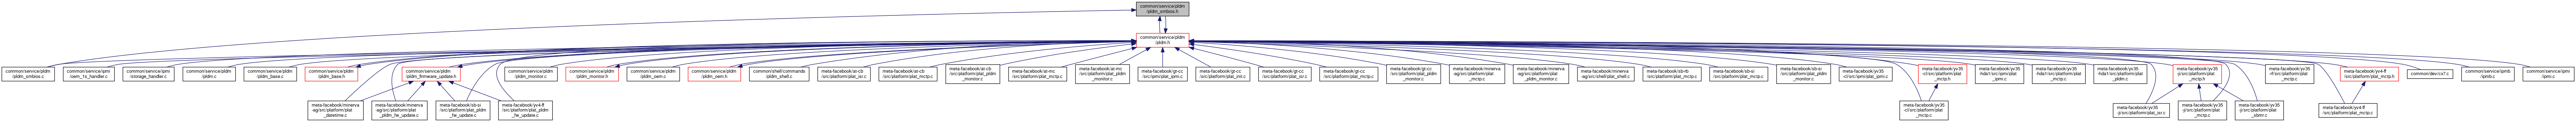 common/service/pldm
/pldm_smbios.h
common/service/pldm
/pldm.h
common/service/pldm
/pldm_smbios.c
common/service/ipmi
/oem_1s_handler.c
common/service/ipmi
/storage_handler.c
common/service/pldm
/pldm.c
common/service/pldm
/pldm_base.c
common/service/pldm
/pldm_base.h
common/service/pldm
/pldm_firmware_update.h
common/service/pldm
/pldm_monitor.c
common/service/pldm
/pldm_monitor.h
common/service/pldm
/pldm_oem.c
common/service/pldm
/pldm_oem.h
common/shell/commands
/pldm_shell.c
meta-facebook/at-cb
/src/platform/plat_isr.c
meta-facebook/at-cb
/src/platform/plat_mctp.c
meta-facebook/at-cb
/src/platform/plat_pldm
_monitor.c
meta-facebook/at-mc
/src/platform/plat_mctp.c
meta-facebook/at-mc
/src/platform/plat_pldm
_monitor.c
meta-facebook/gt-cc
/src/ipmi/plat_ipmi.c
meta-facebook/gt-cc
/src/platform/plat_init.c
meta-facebook/gt-cc
/src/platform/plat_isr.c
meta-facebook/gt-cc
/src/platform/plat_mctp.c
meta-facebook/gt-cc
/src/platform/plat_pldm
_monitor.c
meta-facebook/minerva
-ag/src/platform/plat
_mctp.c
meta-facebook/minerva
-ag/src/platform/plat
_pldm_monitor.c
meta-facebook/minerva
-ag/src/shell/plat_shell.c
meta-facebook/sb-rb
/src/platform/plat_mctp.c
meta-facebook/sb-si
/src/platform/plat_mctp.c
meta-facebook/sb-si
/src/platform/plat_pldm
_monitor.c
meta-facebook/yv35
-cl/src/ipmi/plat_ipmi.c
meta-facebook/yv35
-cl/src/platform/plat
_mctp.h
meta-facebook/yv35
-hda1/src/platform/plat
_ipmi.c
meta-facebook/yv35
-hda1/src/platform/plat
_mctp.c
meta-facebook/yv35
-hda1/src/platform/plat
_pldm.c
meta-facebook/yv35
-jl/src/platform/plat
_mctp.h
meta-facebook/yv35
-rf/src/platform/plat
_mctp.c
meta-facebook/yv4-ff
/src/platform/plat_mctp.h
common/dev/cx7.c
common/service/ipmb
/ipmb.c
common/service/ipmi
/ipmi.c
meta-facebook/minerva
-ag/src/platform/plat
_datetime.c
meta-facebook/minerva
-ag/src/platform/plat
_pldm_fw_update.c
meta-facebook/sb-si
/src/platform/plat_pldm
_fw_update.c
meta-facebook/yv4-ff
/src/platform/plat_pldm
_fw_update.c
meta-facebook/yv35
-cl/src/platform/plat
_mctp.c
meta-facebook/yv35
-jl/src/platform/plat_isr.c
meta-facebook/yv35
-jl/src/platform/plat
_mctp.c
meta-facebook/yv35
-jl/src/platform/plat
_sbmr.c
meta-facebook/yv4-ff
/src/platform/plat_mctp.c